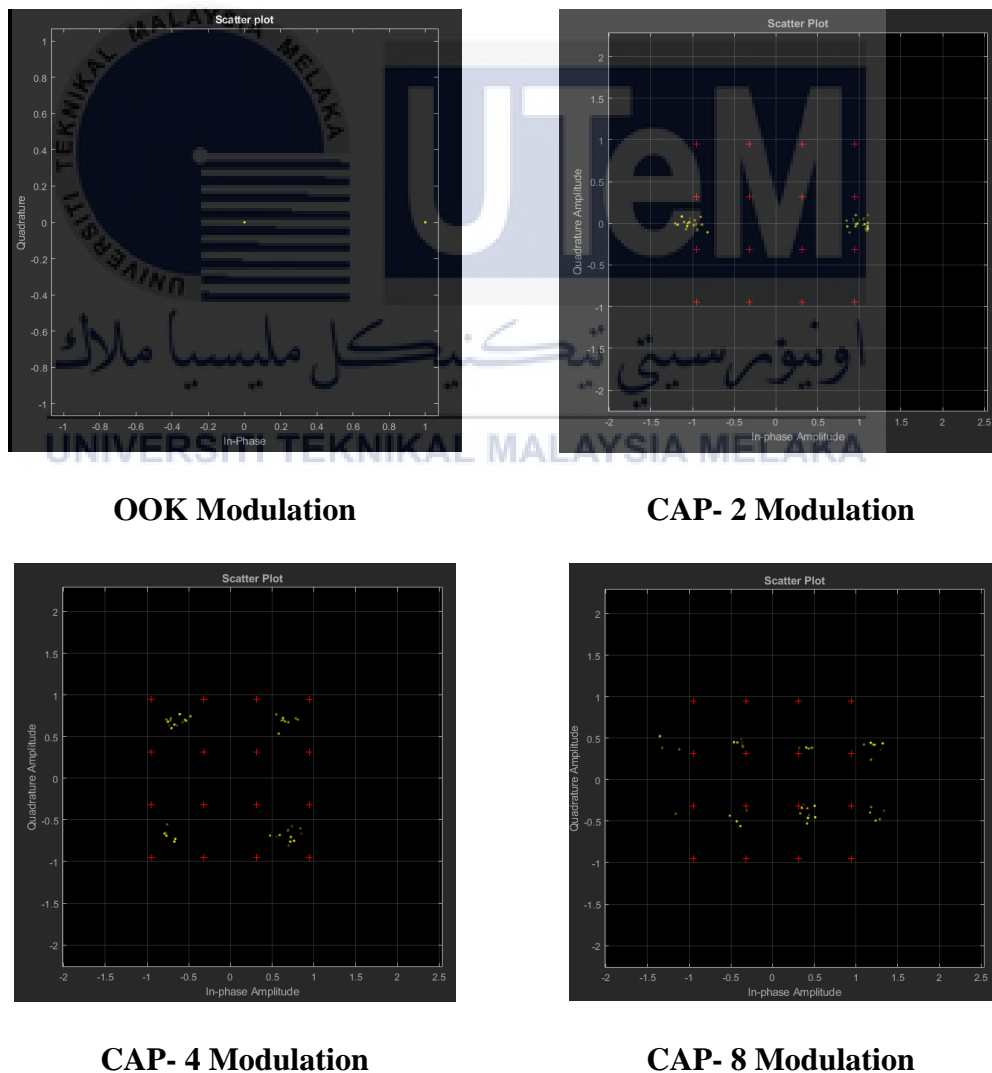 Scatter plot
1
0.8
0.6
0.4
0.2
0
-0.2
-0.4
-0.6
-0.8
-1
Quadrature
-1 -0.8 -0.6 -0.4 -0.2 0 0.2 0.4 0.6 0.8 1
In-Phase
Scatter Plot
2
1.5
1
0.5
0
-0.5
-1
-1.5
-2
Quadrature Amplitude
-2 -1.5 -1 -0.5 0 0.5 1 1.5 2 2.5
In-phase Amplitude
UNIVERSITI TEKNIKAL MALAYSIA MELAKA
UTeM
اونيۏرسيتي تيكنيكل مليسيا ملاك
UNIVERSITI TEKNIKAL MALAYSIA MELAKA
OOK Modulation
CAP- 2 Modulation
Scatter Plot
2
1.5
1
0.5
0
-0.5
-1
-1.5
-2
Quadrature Amplitude
-2 -1.5 -1 -0.5 0 0.5 1 1.5 2 2.5
In-phase Amplitude
Scatter Plot
2
1.5
1
0.5
0
-0.5
-1
-1.5
-2
Quadrature Amplitude
-2 -1.5 -1 -0.5 0 0.5 1 1.5 2 2.5
In-phase Amplitude
CAP- 4 Modulation
CAP- 8 Modulation